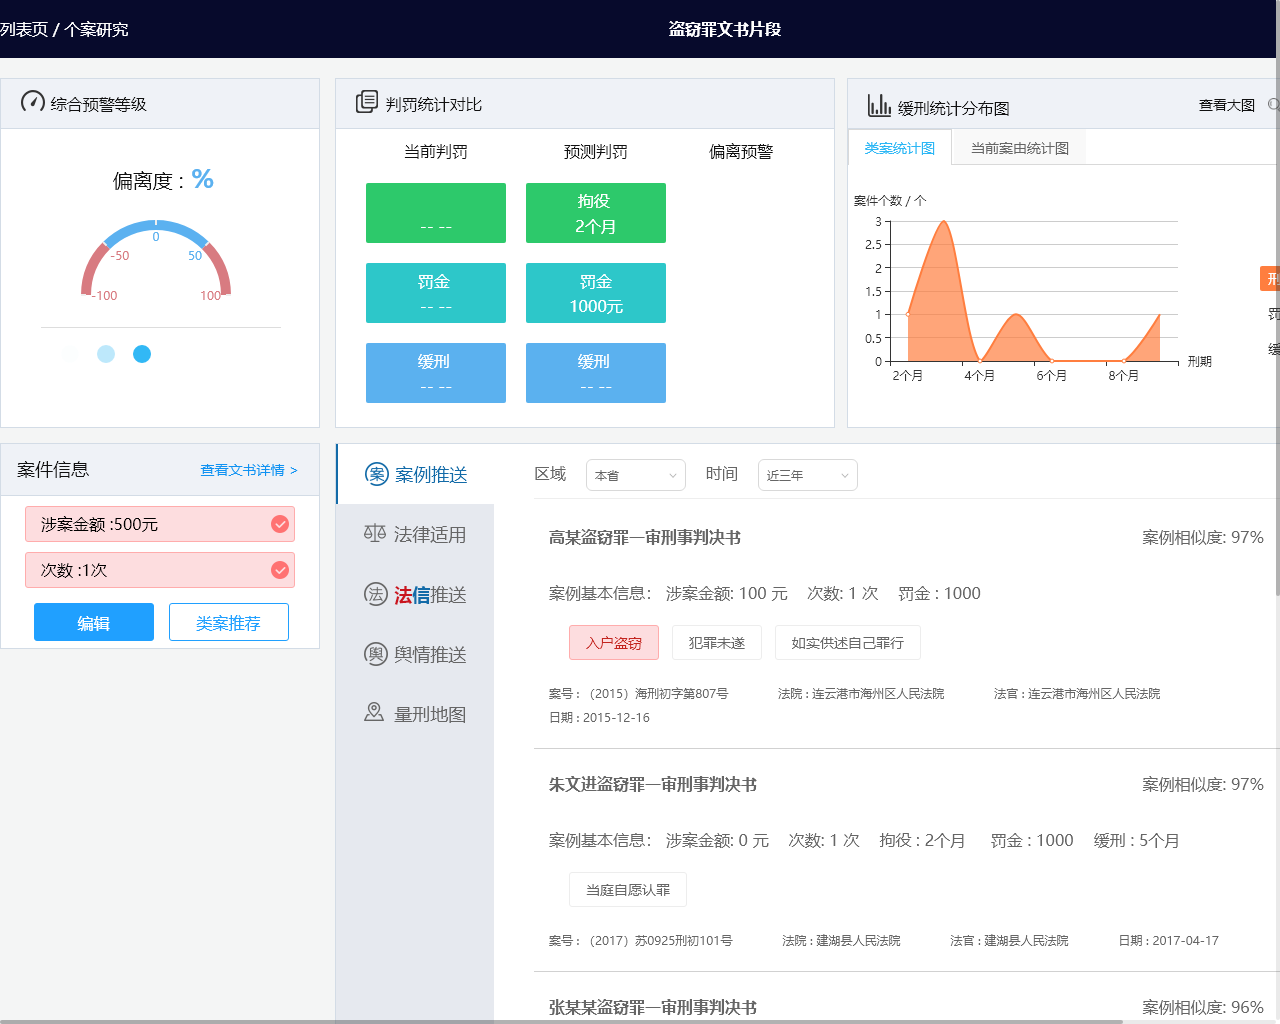 列表页 / 个案研究
盗窃罪文书片段
综合预警等级
偏离度 : %
0
-50
50
-100
100
判罚统计对比
当前判罚
预测判罚
偏离预警
-- --
拘役
2个月
罚金
-- --
罚金
1000元
缓刑
-- --
缓刑
-- --
缓刑统计分布图
查看大图
类案统计图
当前案由统计图
案件个数 / 个
3
2.5
2
1.5
1
0.5
0
2个月
4个月
6个月
8个月
刑期
刑
罚
缓
案件信息
查看文书详情 >
涉案金额 :500元
次数 :1次
编辑
类案推荐
案 案例推送
法律适用
法 法信推送
舆 舆情推送
量刑地图
区域
本省
时间
近三年
高某盗窃罪一审刑事判决书
案例相似度: 97%
案例基本信息： 涉案金额: 100 元 次数: 1 次 罚金 : 1000
入户盗窃
犯罪未遂
如实供述自己罪行
案号 : （2015）海刑初字第807号
法院 : 连云港市海州区人民法院
法官 : 连云港市海州区人民法院
日期 : 2015-12-16
朱文进盗窃罪一审刑事判决书
案例相似度: 97%
案例基本信息： 涉案金额: 0 元 次数: 1 次 拘役 : 2个月 罚金 : 1000 缓刑 : 5个月
当庭自愿认罪
案号 : （2017）苏0925刑初101号
法院 : 建湖县人民法院
法官 : 建湖县人民法院
日期 : 2017-04-17
张某某盗窃罪一审刑事判决书
案例相似度: 96%